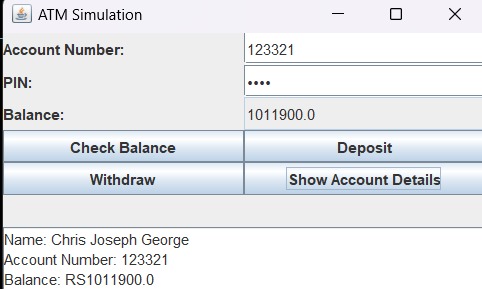 ATM Simulation
Account Number: 123321
PIN: ••••
Balance: 1011900.0
Check Balance Deposit
Withdraw Show Account Details
Name: Chris Joseph George
Account Number: 123321
Balance: RS1011900.0